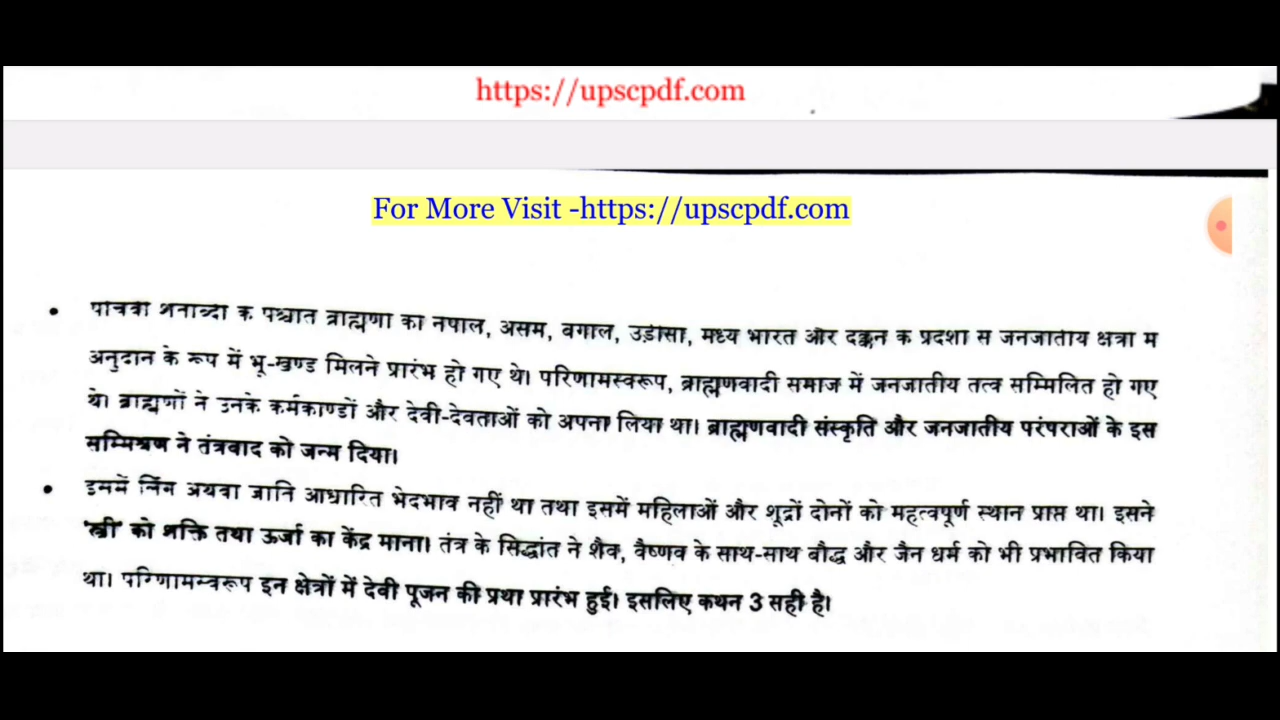 https://upscpdf.com
For More Visit -https://upscpdf.com
• पांचवी शताब्दी के पश्चात ब्राह्मणों को नेपाल, असम, बंगाल, उड़ीसा, मध्य भारत और दक्कन के प्रदेशों से जनजातीय क्षेत्रों में
अनुदान के रूप में भू-खण्ड मिलने प्रारंभ हो गए थे। परिणामस्वरूप, ब्राह्मणवादी समाज में जनजातीय तत्व सम्मिलित हो गए
थे। ब्राह्मणों ने उनके कर्मकाण्डों और देवी-देवताओं को अपना लिया था। ब्राह्मणवादी संस्कृति और जनजातीय परंपराओं के इस
सम्मिश्रण ने तंत्रवाद को जन्म दिया।
• इसमें लिंग अथवा जाति आधारित भेदभाव नहीं था तथा इसमें महिलाओं और शूद्रों दोनों को महत्वपूर्ण स्थान प्राप्त था। इसने
'स्त्री' को शक्ति तथा ऊर्जा का केंद्र माना। तंत्र के सिद्धांत ने शैव, वैष्णव के साथ-साथ बौद्ध और जैन धर्म को भी प्रभावित किया
था। परिणामस्वरूप इन क्षेत्रों में देवी पूजन की प्रथा प्रारंभ हुई। इसलिए कथन 3 सही है।